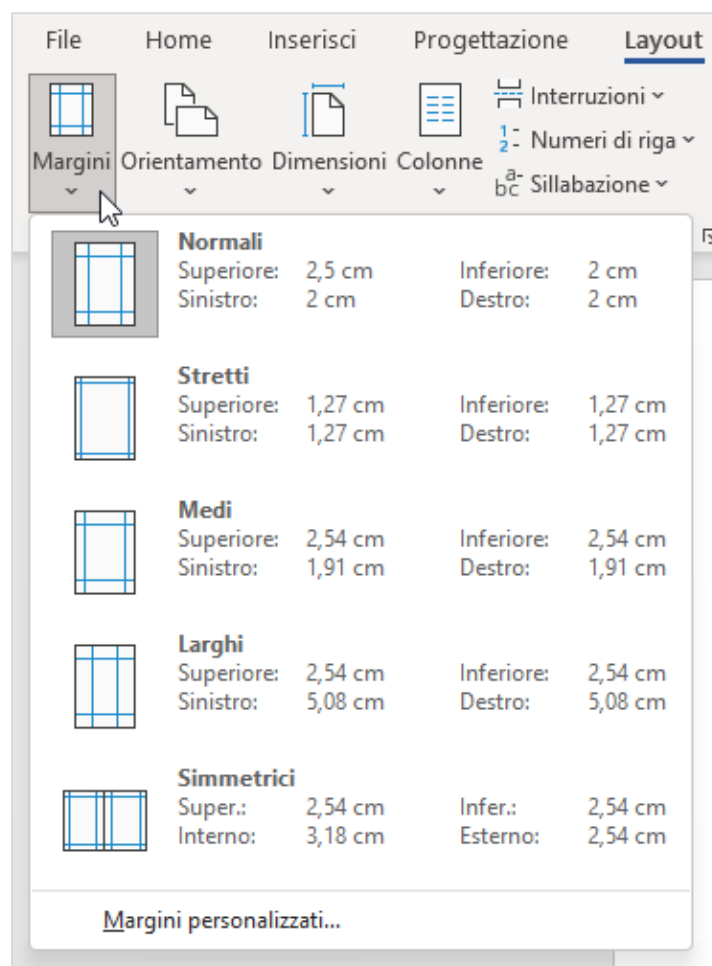 File Home Inserisci Progettazione Layout
Margini Orientamento Dimensioni Colonne
Interruzioni
Numeri di riga
Sillabazione
Normali
Superiore: 2,5 cm Inferiore: 2 cm
Sinistro: 2 cm Destro: 2 cm
Stretti
Superiore: 1,27 cm Inferiore: 1,27 cm
Sinistro: 1,27 cm Destro: 1,27 cm
Medi
Superiore: 2,54 cm Inferiore: 2,54 cm
Sinistro: 1,91 cm Destro: 1,91 cm
Larghi
Superiore: 2,54 cm Inferiore: 2,54 cm
Sinistro: 5,08 cm Destro: 5,08 cm
Simmetrici
Super.: 2,54 cm Infer.: 2,54 cm
Interno: 3,18 cm Esterno: 2,54 cm
Margini personalizzati...